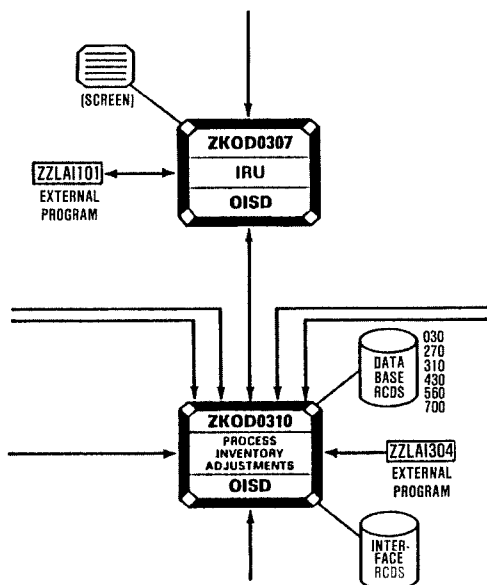 (SCREEN)
ZKOD0307
IRU
OISD
ZZLAI101
EXTERNAL
PROGRAM
DATA
BASE
RCDS
030
270
310
430
560
700
ZKOD0310
PROCESS
INVENTORY
ADJUSTMENTS
OISD
ZZLAI304
EXTERNAL
PROGRAM
INTER-
FACE
RCDS